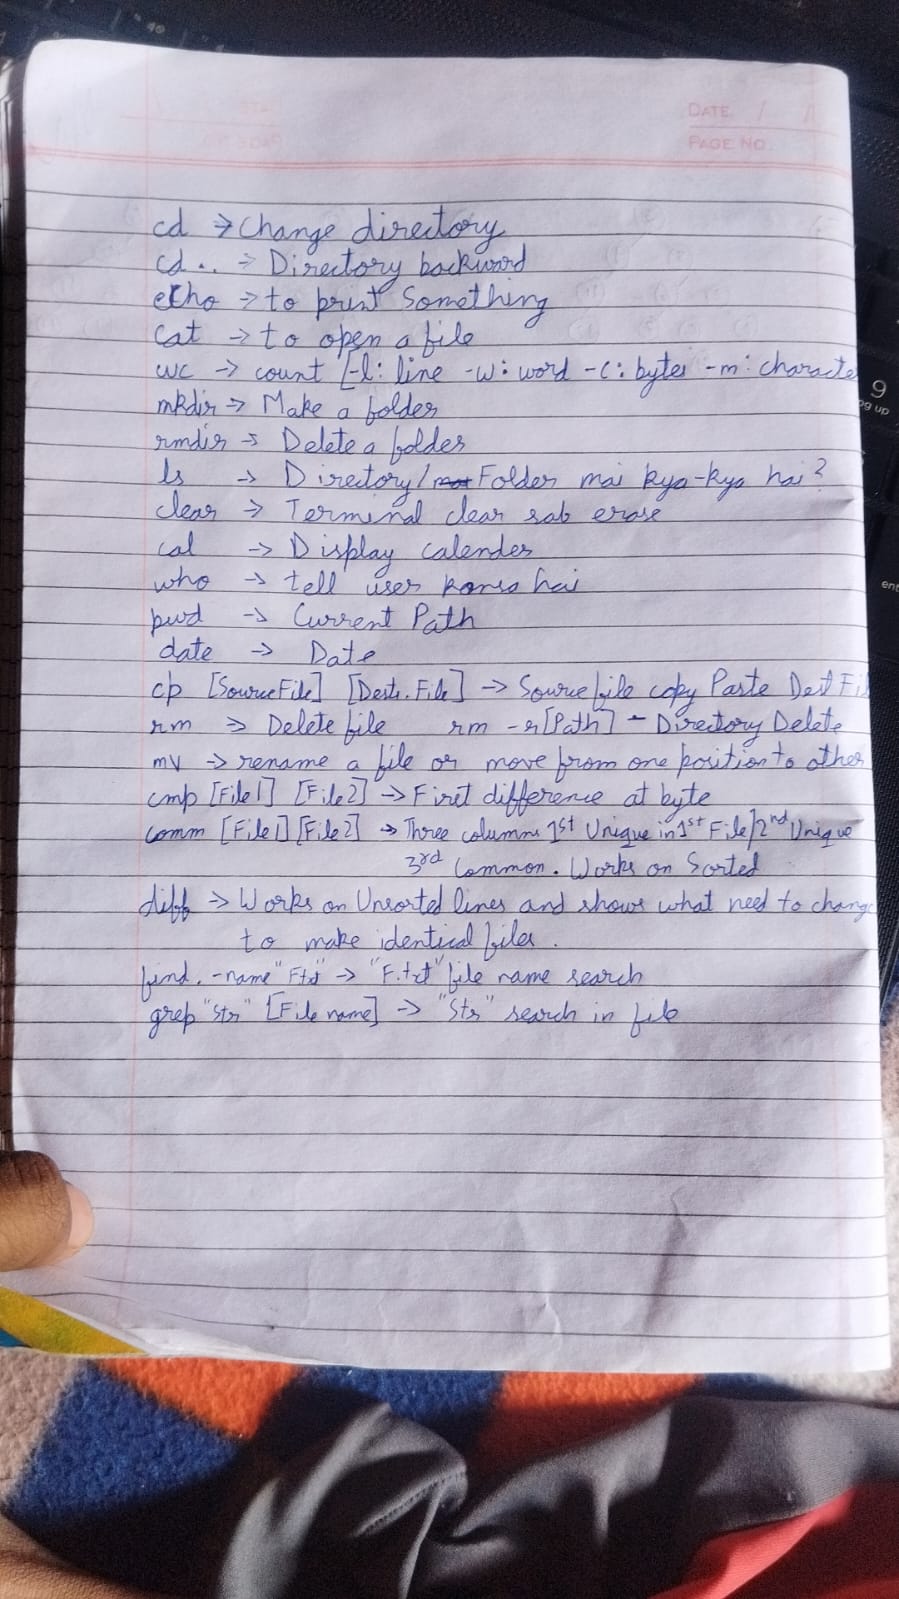 DATE / /
PAGE NO.
cd → Change directory
cd.. → Directory backward
echo → to print Something
Cat → to open a file
wc → count [-l: line -w: word -c: bytes -m: characte
mkdir → Make a folder
rmdir → Delete a folder
ls → Directory/ Folder mai kya-kya hai?
clear → Terminal clear sab erase
cal → Display calender
who → tell user konsa hai
pwd → Current Path
date → Date
cp [SourceFile] [Destn. File] → Source file copy Paste Dest Fi
rm → Delete file rm -r[Path] - Directory Delete
mv → rename a file or move from one position to other
cmp [File1] [File2] → First difference at byte
comm [File1] [File2] → Three columns 1st Unique in 1st File/2nd Unique
3rd Common. Works on Sorted
diff → Works on Unsorted lines and shows what need to change
to make identical files.
find. -name "F.txt" → "F.txt" file name search
grep "str" [File name] → "Str" search in file
9
pg up
ent